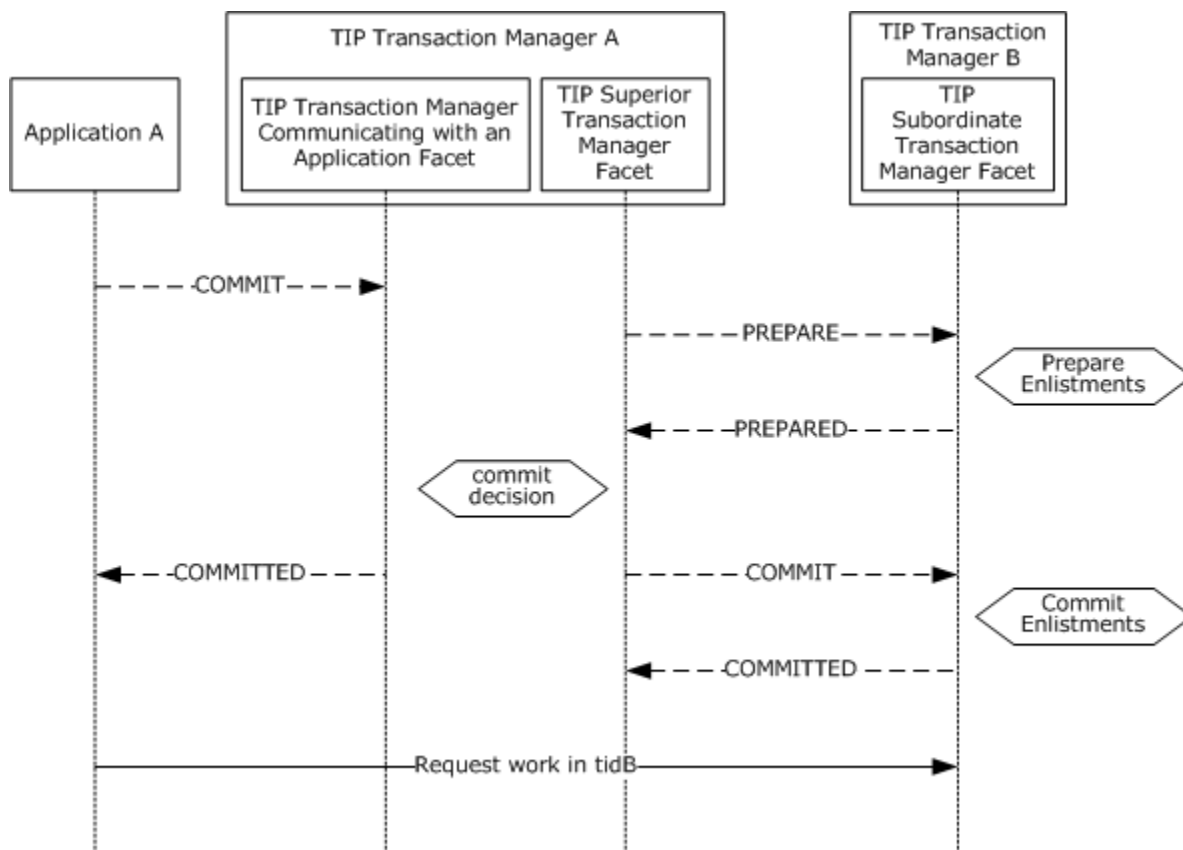 TIP Transaction Manager A
TIP Transaction
Manager B
Application A
TIP Transaction Manager
Communicating with an
Application Facet
TIP Superior
Transaction
Manager
Facet
TIP
Subordinate
Transaction
Manager Facet
COMMIT
PREPARE
Prepare
Enlistments
PREPARED
commit
decision
COMMITTED
COMMIT
Commit
Enlistments
COMMITTED
Request work in tidB